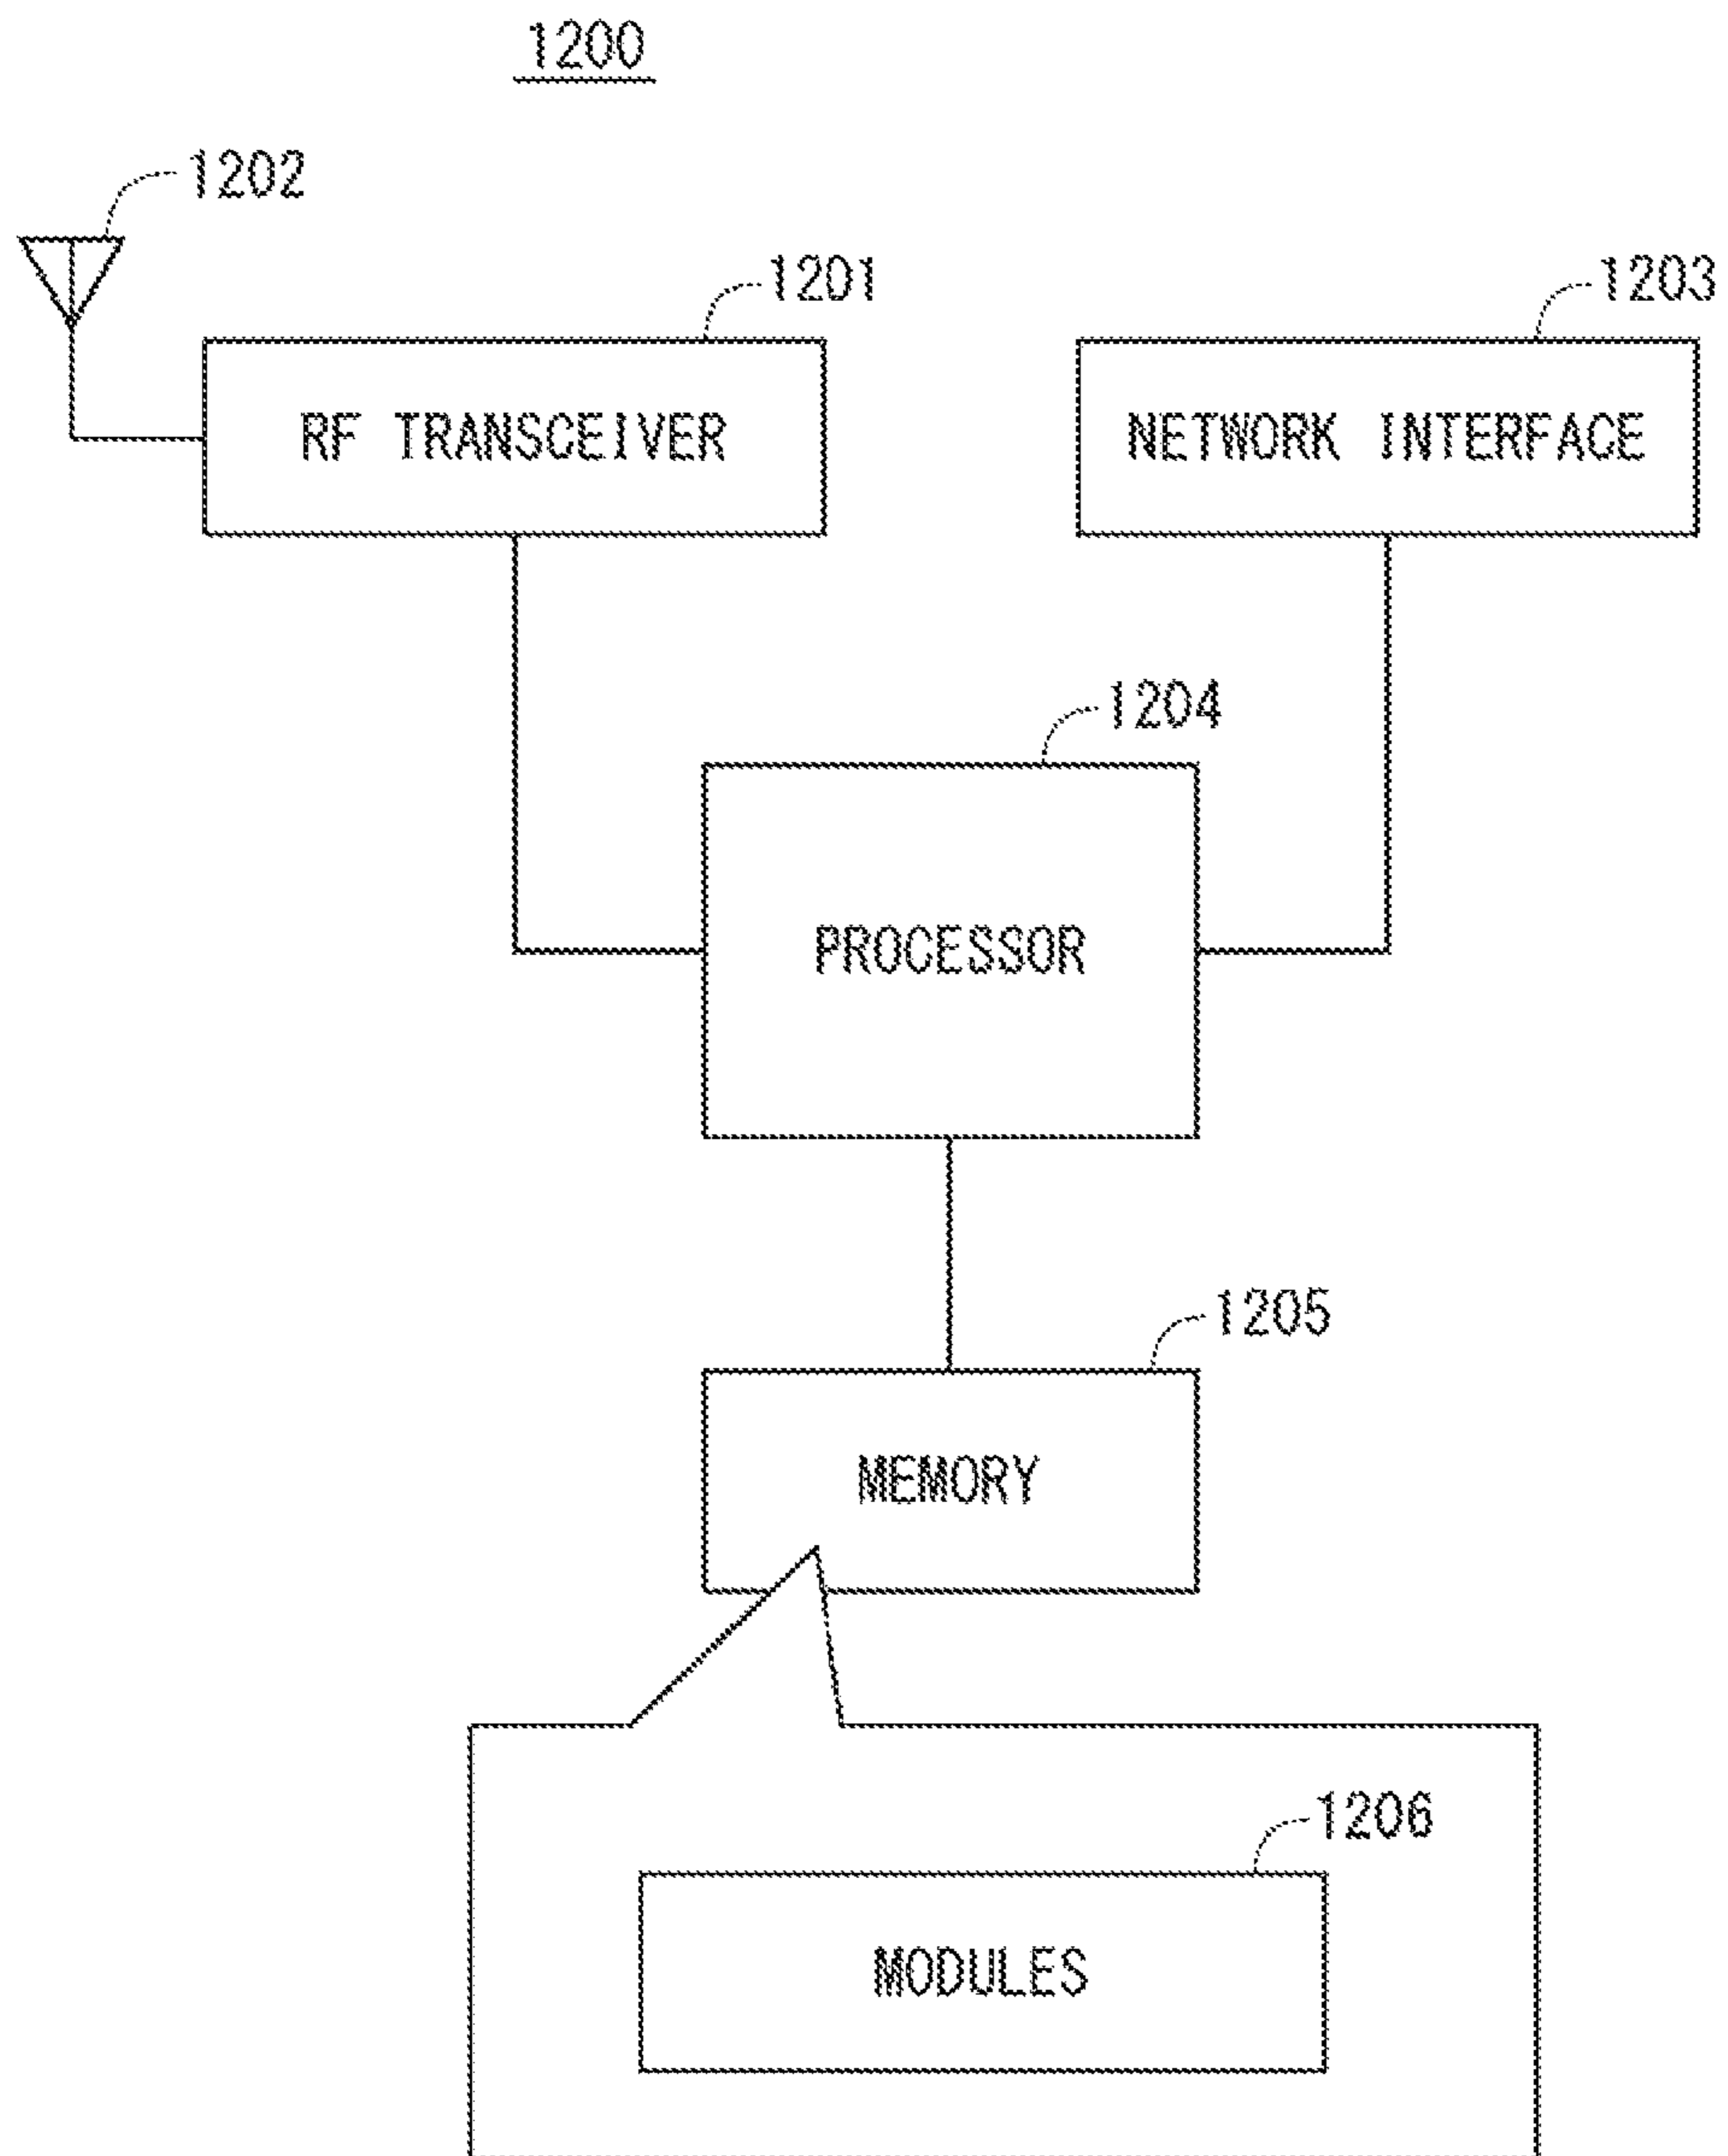 1200
1202
1201
1203
RF TRANSCEIVER
NETWORK INTERFACE
1204
PROCESSOR
1205
MEMORY
1206
MODULES